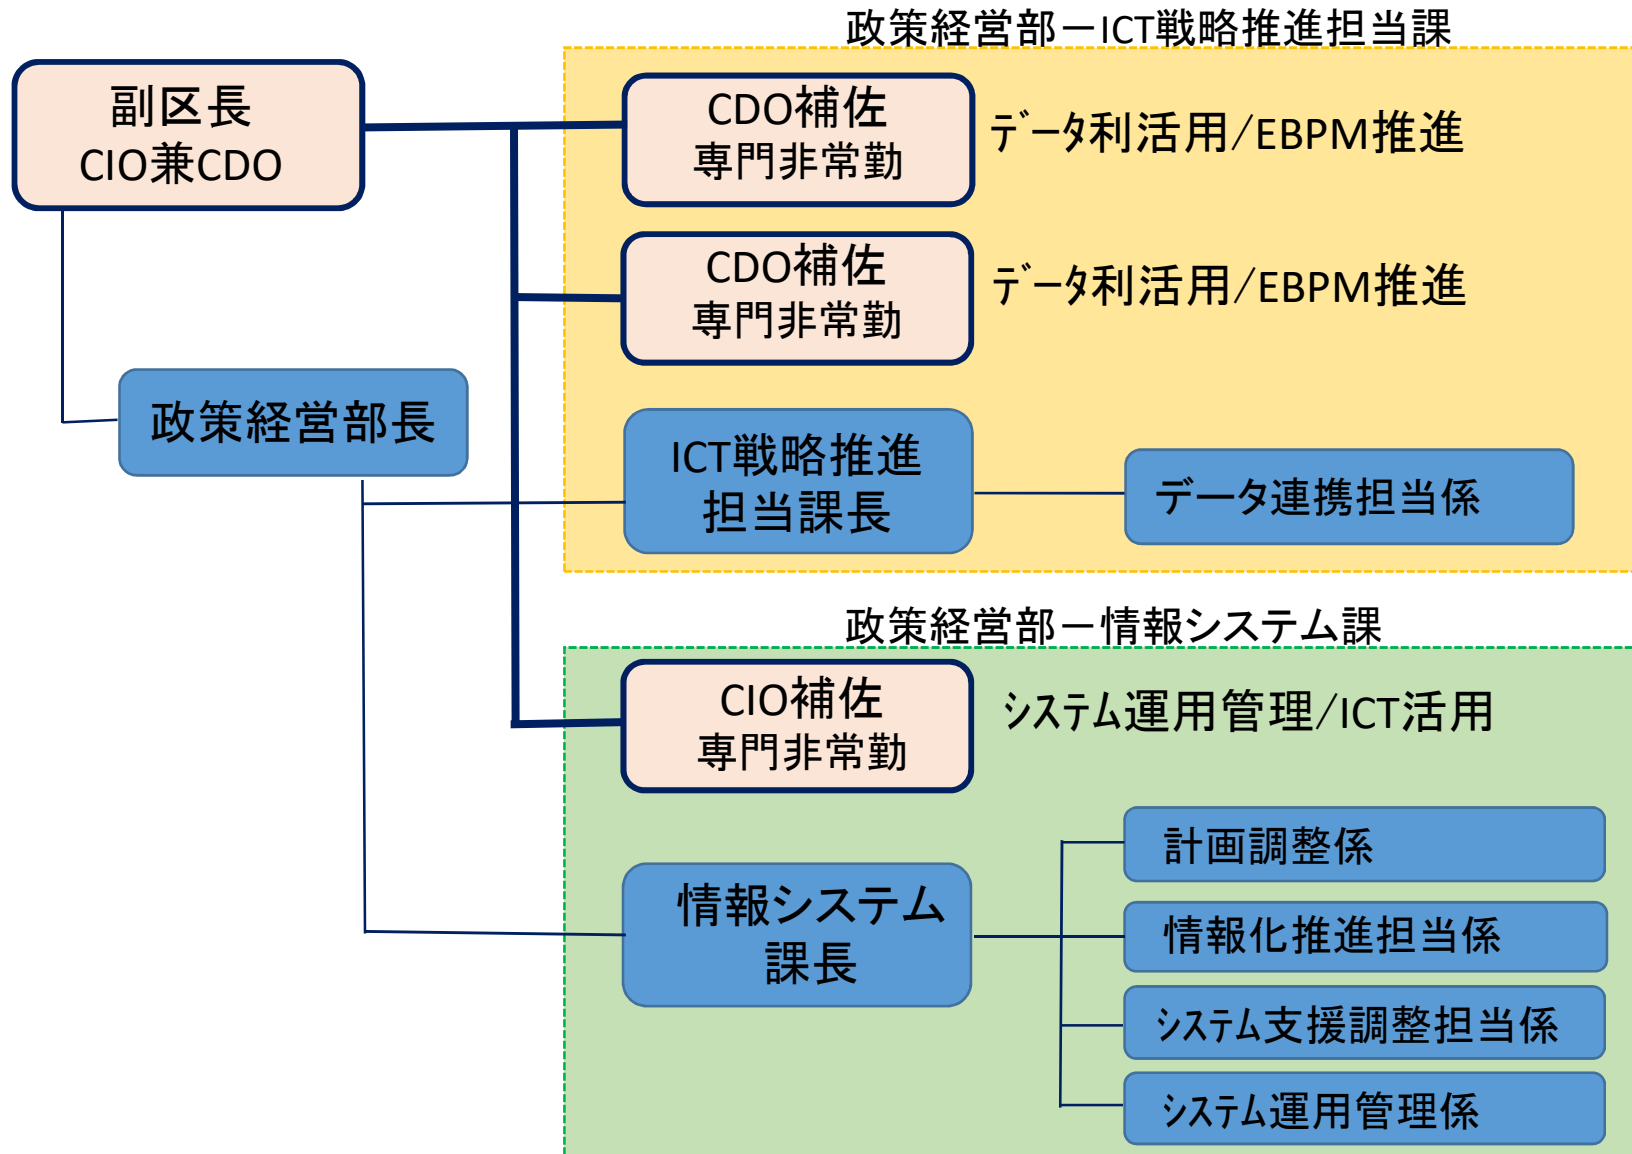 政策経営部－ICT戦略推進担当課
副区長
CIO兼CDO
CDO補佐
専門非常勤
ﾃﾞｰﾀ利活用/EBPM推進
CDO補佐
専門非常勤
ﾃﾞｰﾀ利活用/EBPM推進
政策経営部長
ICT戦略推進
担当課長
データ連携担当係
政策経営部－情報システム課
CIO補佐
専門非常勤
ｼｽﾃﾑ運用管理/ICT活用
情報システム
課長
計画調整係
情報化推進担当係
ｼｽﾃﾑ支援調整担当係
ｼｽﾃﾑ運用管理係